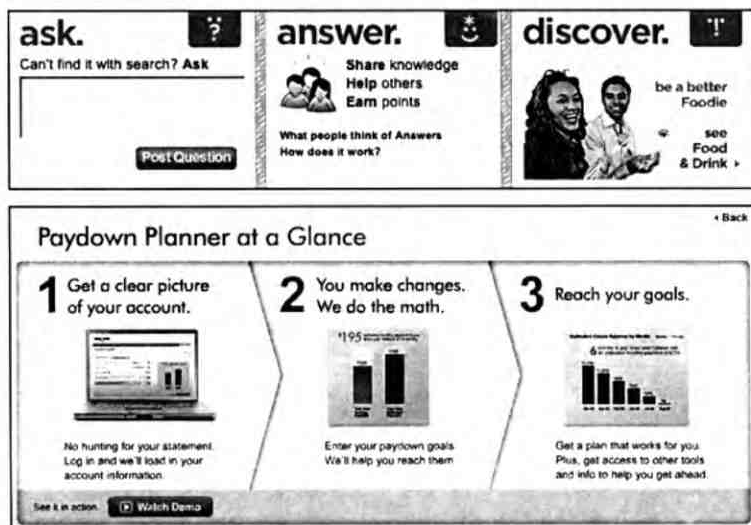 ask.
Can't find it with search? Ask
Post Question
answer.
Share knowledge
Help others
Earn points
What people think of Answers
How does it work?
discover.
be a better
Foodie
see
Food
& Drink
Back
Paydown Planner at a Glance
1 Get a clear picture
of your account.
No hunting for your statement.
Log in and we'll load in your
account information.
2 You make changes.
We do the math.
$195
Enter your paydown goals
We'll help you reach them
3 Reach your goals.
Get a plan that works for you.
Plus, get access to other tools
and info to help you get ahead.
See it in action. Watch Demo